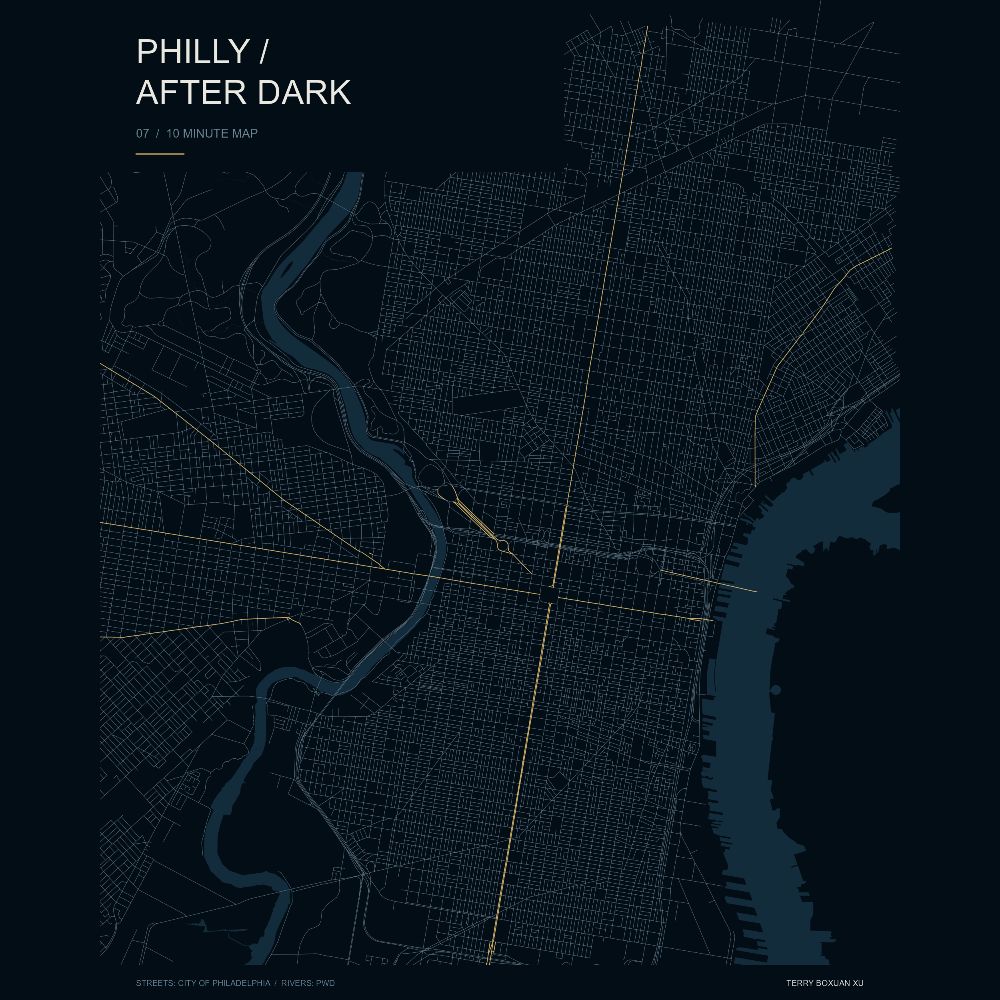 PHILLY /
AFTER DARK
07 / 10 MINUTE MAP
STREETS: CITY OF PHILADELPHIA / RIVERS: PWD
TERRY BOXUAN XU